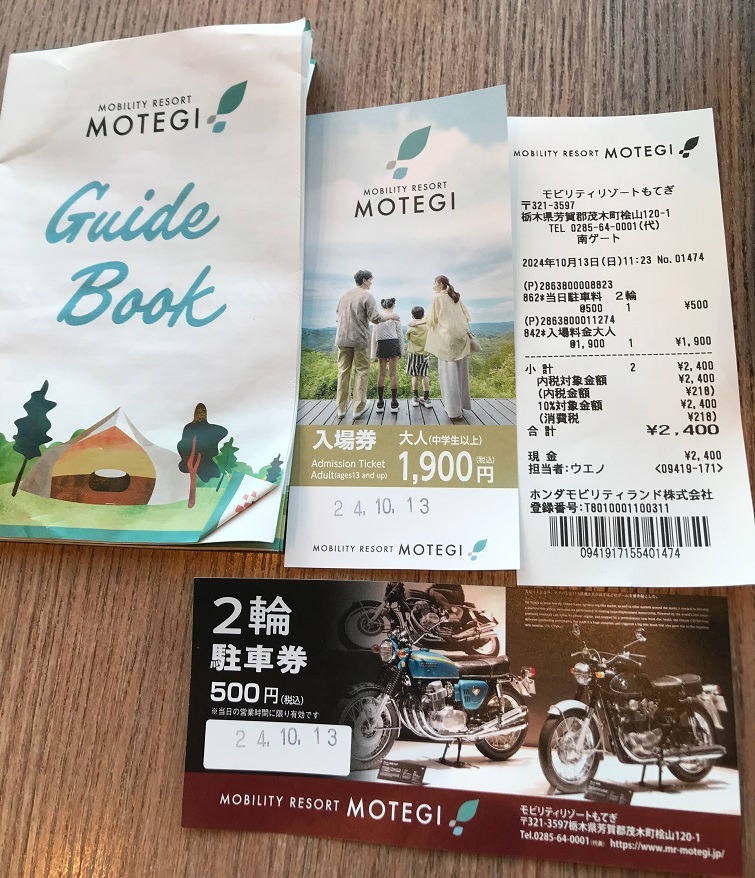 MOBILITY RESORT
MOTEGI
Guide
Book
MOBILITY RESORT
MOTEGI
入場券 大人(中学生以上)
Admission Ticket
Adult(ages13 and up)
1,900円(税込)
24.10.13
MOBILITY RESORT MOTEGI
MOBILITY RESORT MOTEGI
モビリティリゾートもてぎ
〒321-3597
栃木県芳賀郡茂木町桧山120-1
TEL 0285-64-0001(代)
南ゲート
2024年10月13日(日)11:23 No.01474
(P)2863800008823
862*当日駐車料 2輪
@500 1 ¥500
(P)2863800011274
842*入場料金大人
@1,900 1 ¥1,900
小計 2 ¥2,400
内税対象金額 ¥2,400
(内税金額 ¥218)
10%対象金額 ¥2,400
(消費税 ¥218)
合計 ¥2,400
現金 ¥2,400
担当者:ウエノ <09419-171>
ホンダモビリティランド株式会社
登録番号:T8010001100311
0941917155401474
2輪
駐車券
500円(税込)
※当日の営業時間に限り有効です
24.10.13
MOBILITY RESORT MOTEGI
モビリティリゾートもてぎ
〒321-3597栃木県芳賀郡茂木町桧山120-1
Tel.0285-64-0001(代表) https://www.mr-motegi.jp/